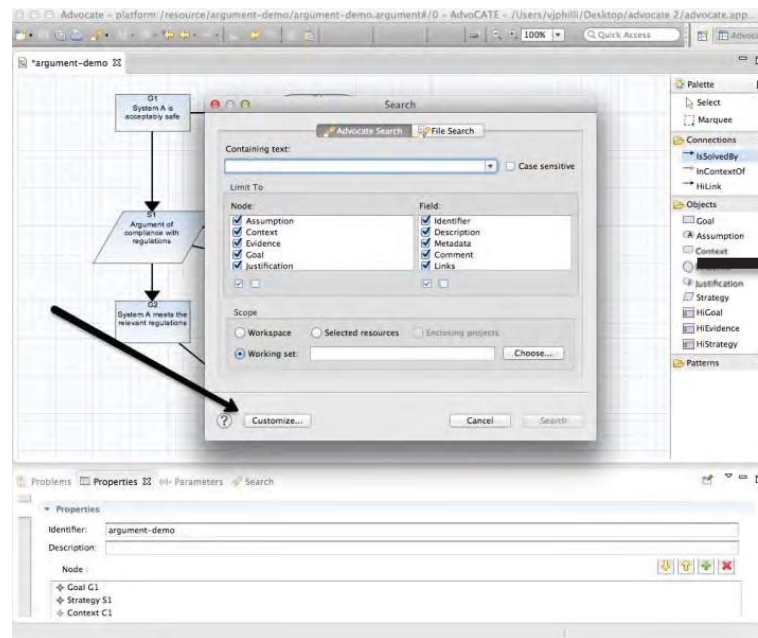 Advocate - platform:/resource/argument-demo/argument-demo.argument#/0 - AdvoCATE - /Users/vjphilli/Desktop/advocate 2/advocate.app...
100%
Quick Access
Advoc
*argument-demo
G1
System A is
acceptably safe
S1
Argument of
compliance with
regulations
G2
System A meets the
relevant regulations
Search
Advocate Search
File Search
Containing text:
Case sensitive
Limit To
Node:
Field:
Assumption
Context
Evidence
Goal
Justification
Identifier
Description
Metadata
Comment
Links
Scope
Workspace
Selected resources
Enclosing projects
Working set:
Choose...
?
Customize...
Cancel
Search
Palette
Select
Marquee
Connections
IsSolvedBy
InContextOf
HiLink
Objects
Goal
Assumption
Context
Justification
Strategy
HiGoal
HiEvidence
HiStrategy
Patterns
Problems
Properties
Parameters
Search
Properties
Identifier:
argument-demo
Description:
Node :
Goal G1
Strategy S1
Context C1